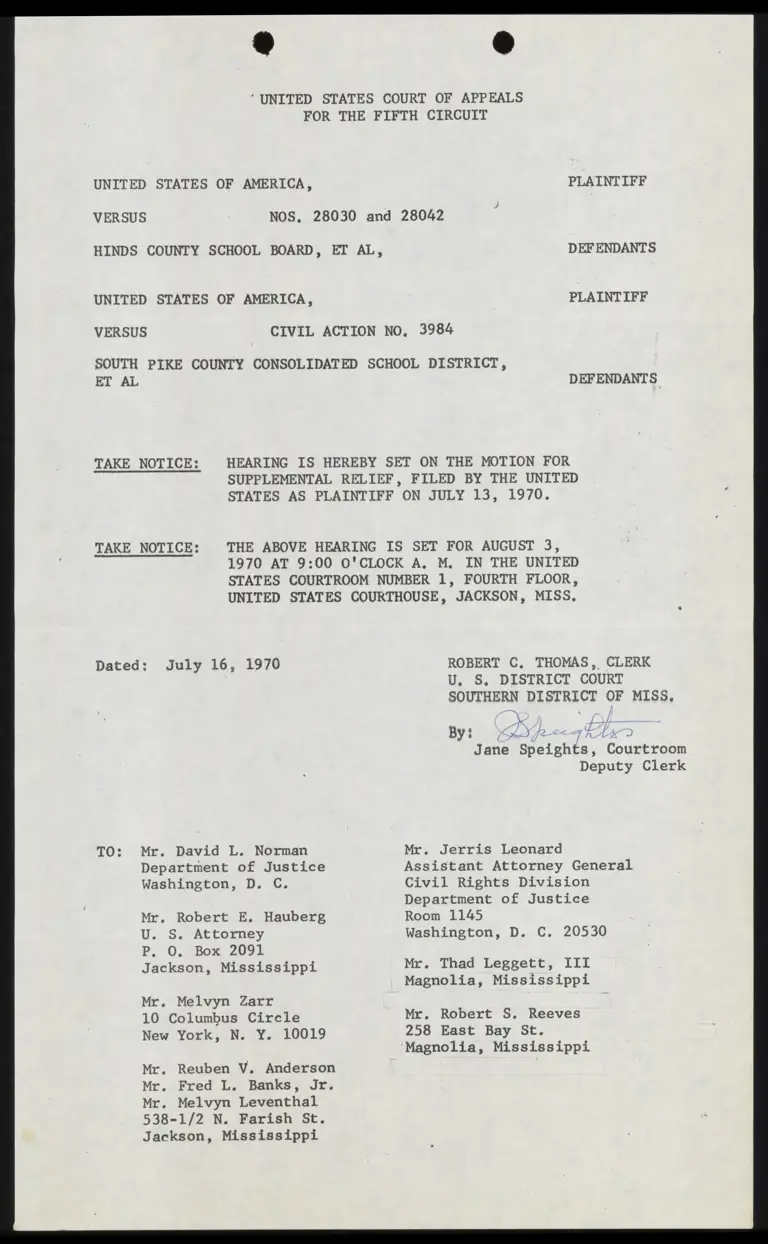 UNITED STATES COURT OF APPEALS
FOR THE FIFTH CIRCUIT
UNITED STATES OF AMERICA, PLAINTIFF
VERSUS NOS. 28030 and 28042
HINDS COUNTY SCHOOL BOARD, ET AL, DEFENDANTS
UNITED STATES OF AMERICA, PLAINTIFF
VERSUS CIVIL ACTION NO. 3984
SOUTH PIKE COUNTY CONSOLIDATED SCHOOL DISTRICT,
ET AL DEFENDANTS
TAKE NOTICE: HEARING IS HEREBY SET ON THE MOTION FOR
SUPPLEMENTAL RELIEF, FILED BY THE UNITED
STATES AS PLAINTIFF ON JULY 13, 1970.
TAKE NOTICE: THE ABOVE HEARING IS SET FOR AUGUST 3,
1970 AT 9:00 O'CLOCK A. M. IN THE UNITED
STATES COURTROOM NUMBER 1, FOURTH FLOOR,
UNITED STATES COURTHOUSE, JACKSON, MISS.
Dated: July 16, 1970
ROBERT C. THOMAS, CLERK
U. S. DISTRICT COURT
SOUTHERN DISTRICT OF MISS.
By: JSpeights
Jane Speights, Courtroom
Deputy Clerk
TO: Mr. David L. Norman
Department of Justice
Washington, D. C.
Mr. Robert E. Hauberg
U. S. Attorney
P. O. Box 2091
Jackson, Mississippi
Mr. Melvyn Zarr
10 Columbus Circle
New York, N. Y. 10019
Mr. Reuben V. Anderson
Mr. Fred L. Banks, Jr.
Mr. Melvyn Leventhal
538-1/2 N. Farish St.
Jackson, Mississippi
Mr. Jerris Leonard
Assistant Attorney General
Civil Rights Division
Department of Justice
Room 1145
Washington, D. C. 20530
Mr. Thad Leggett, III
Magnolia, Mississippi
Mr. Robert S. Reeves
258 East Bay St.
Magnolia, Mississippi